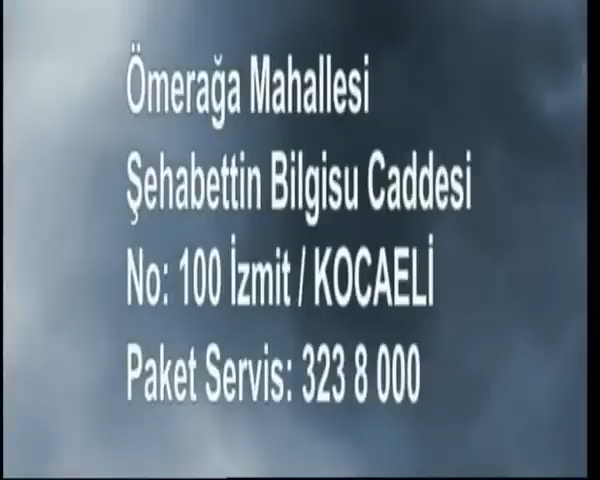 Ömerağa Mahallesi
Şehabettin Bilgisu Caddesi
No: 100 İzmit / KOCAELİ
Paket Servis: 323 8 000